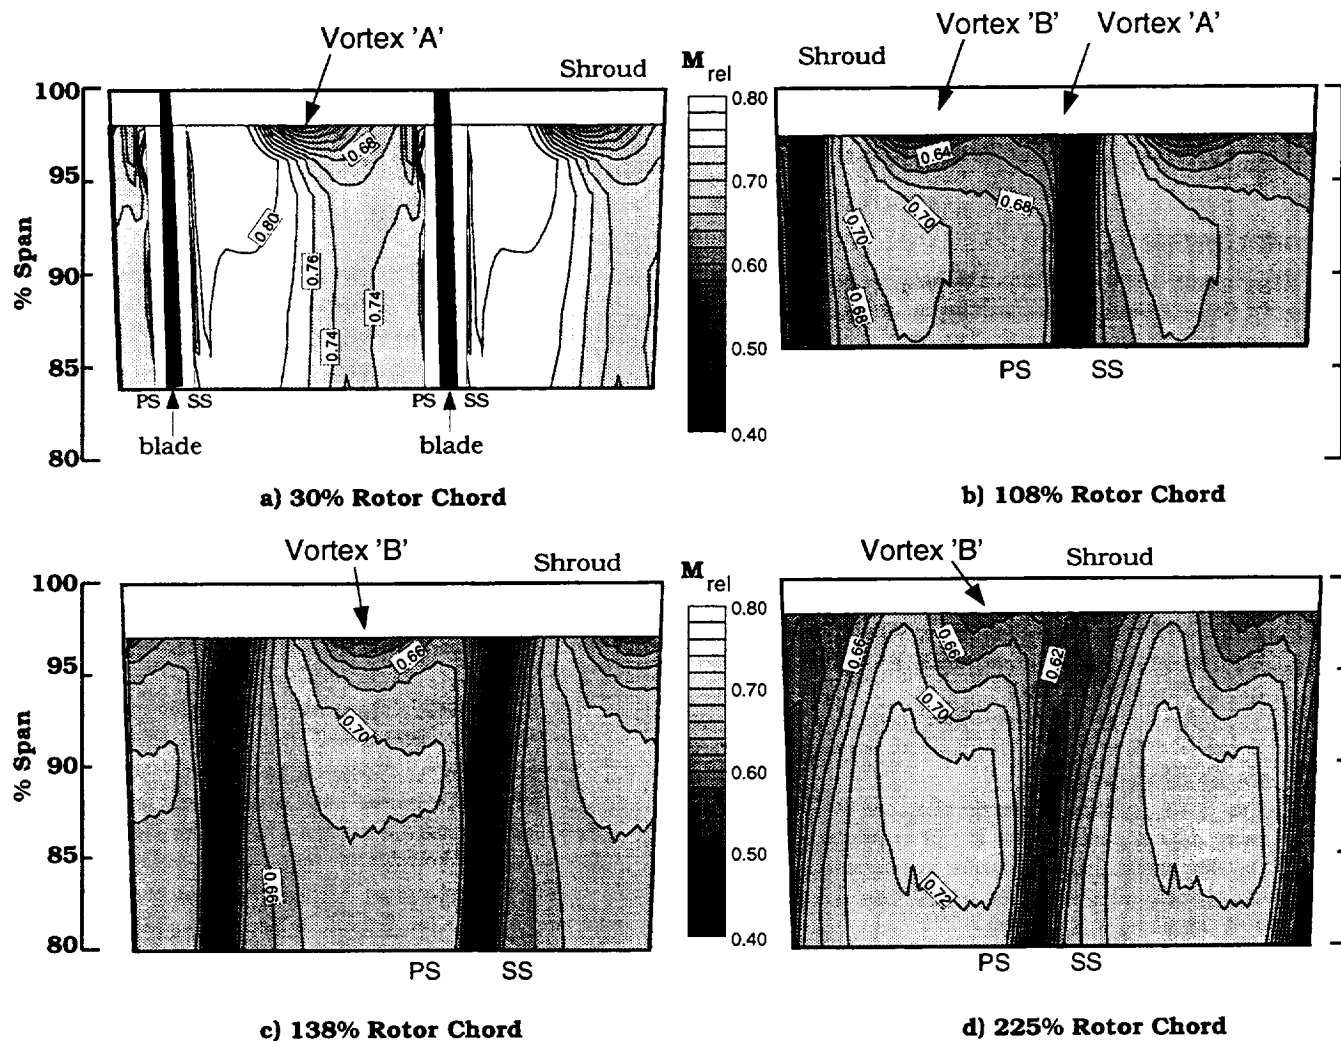 Vortex 'A'
Shroud
100
95
90
85
80
% Span
0.68
0.80
0.76
0.74
0.74
PS SS
PS SS
blade
blade
a) 30% Rotor Chord
M rel
0.80
0.70
0.60
0.50
0.40
Vortex 'B' Vortex 'A'
Shroud
0.64
0.68
0.70
0.70
0.68
PS SS
b) 108% Rotor Chord
Vortex 'B'
Shroud
100
95
90
85
80
% Span
0.66
0.70
0.66
PS SS
c) 138% Rotor Chord
M rel
0.80
0.70
0.60
0.50
0.40
Vortex 'B'
Shroud
0.66
0.66
0.62
0.70
0.72
PS SS
d) 225% Rotor Chord